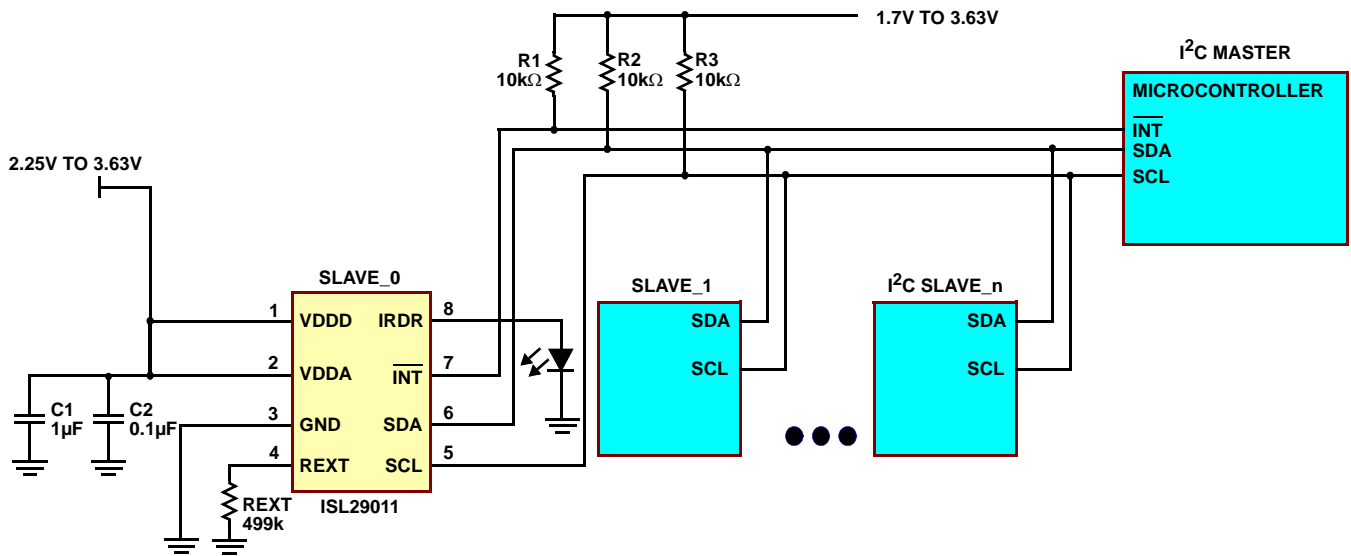 1.7V TO 3.63V
R1
10kΩ
R2
10kΩ
R3
10kΩ
I²C MASTER
MICROCONTROLLER
INT
SDA
SCL
2.25V TO 3.63V
SLAVE_0
1
VDDD
IRDR
8
2
VDDA
INT
7
3
GND
SDA
6
4
REXT
SCL
5
ISL29011
C1
1µF
C2
0.1µF
REXT
499k
SLAVE_1
SDA
SCL
I²C SLAVE_n
SDA
SCL